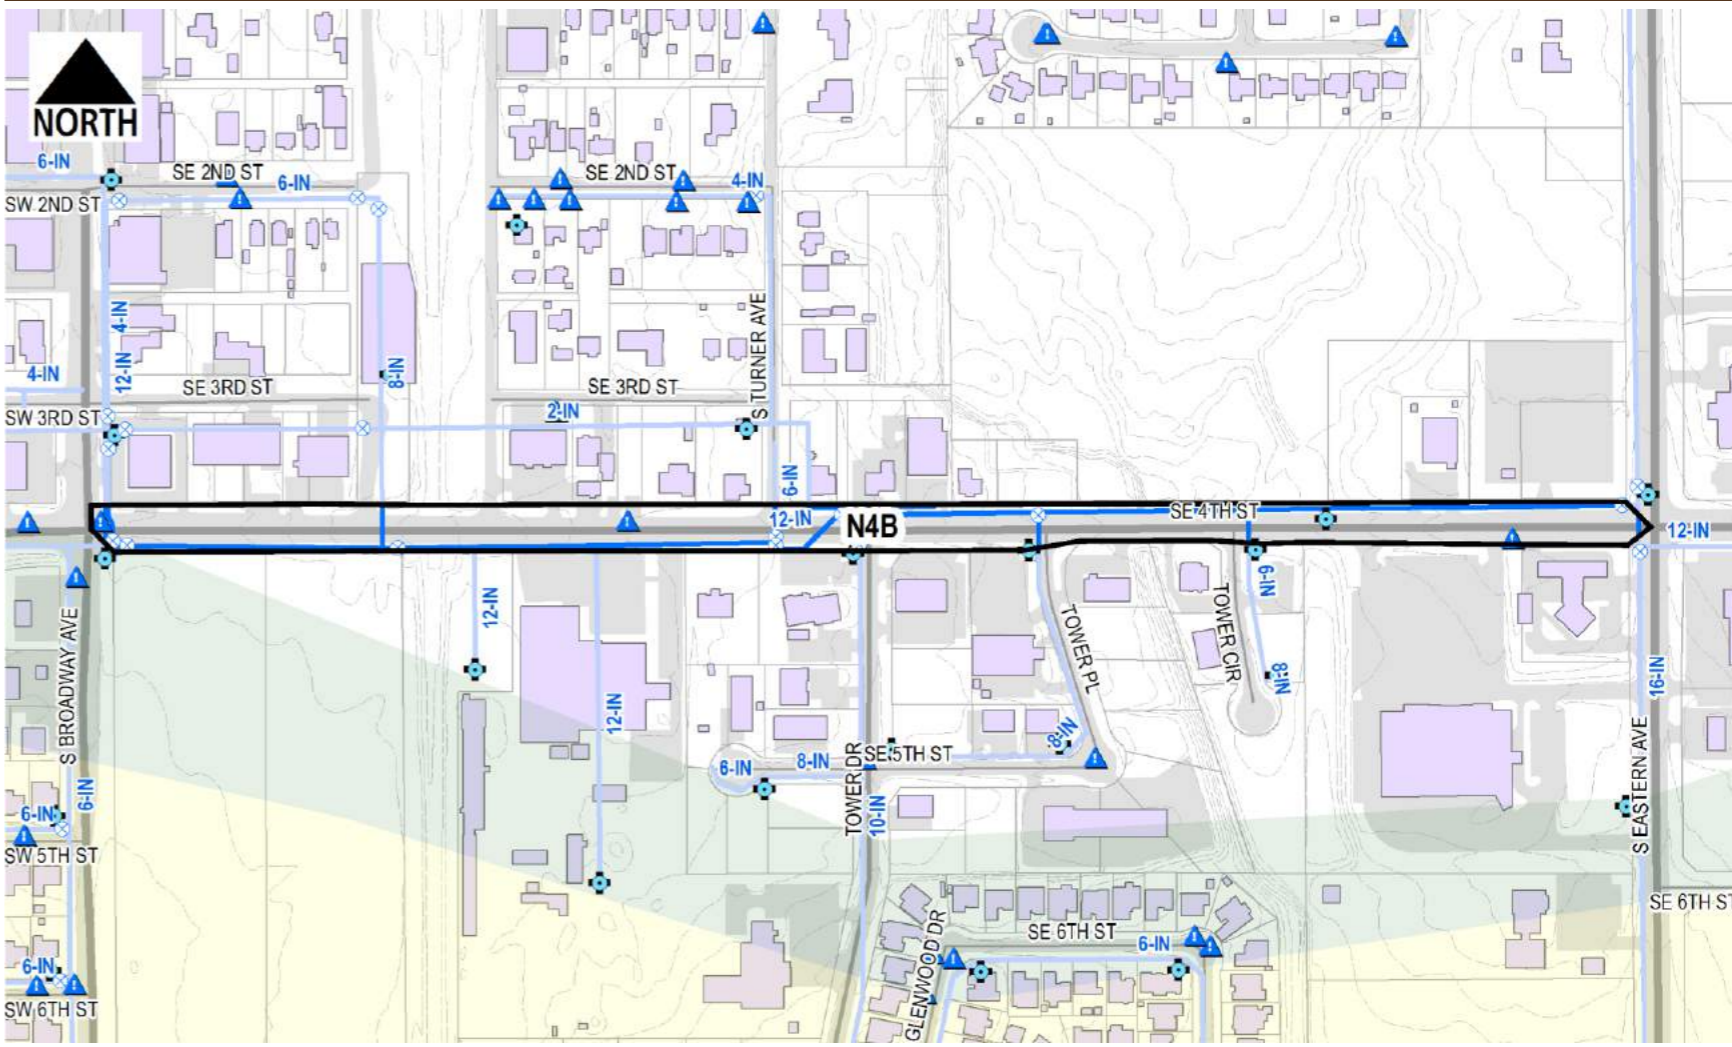 NORTH
6-IN
SE 2ND ST
6-IN
SE 2ND ST
4-IN
SW 2ND ST
4-IN
12-IN
S TURNER AVE
4-IN
8-IN
SE 3RD ST
SE 3RD ST
SW 3RD ST
2-IN
6-IN
12-IN
N4B
SE 4TH ST
12-IN
12-IN
6-IN
TOWER PL
TOWER CIR
8-IN
16-IN
S BROADWAY AVE
12-IN
8-IN
SE 5TH ST
6-IN
8-IN
TOWER DR
10-IN
6-IN
6-IN
S EASTERN AVE
SW 5TH ST
SE 6TH ST
GLENWOOD DR
SE 6TH ST
6-IN
6-IN
SW 6TH ST